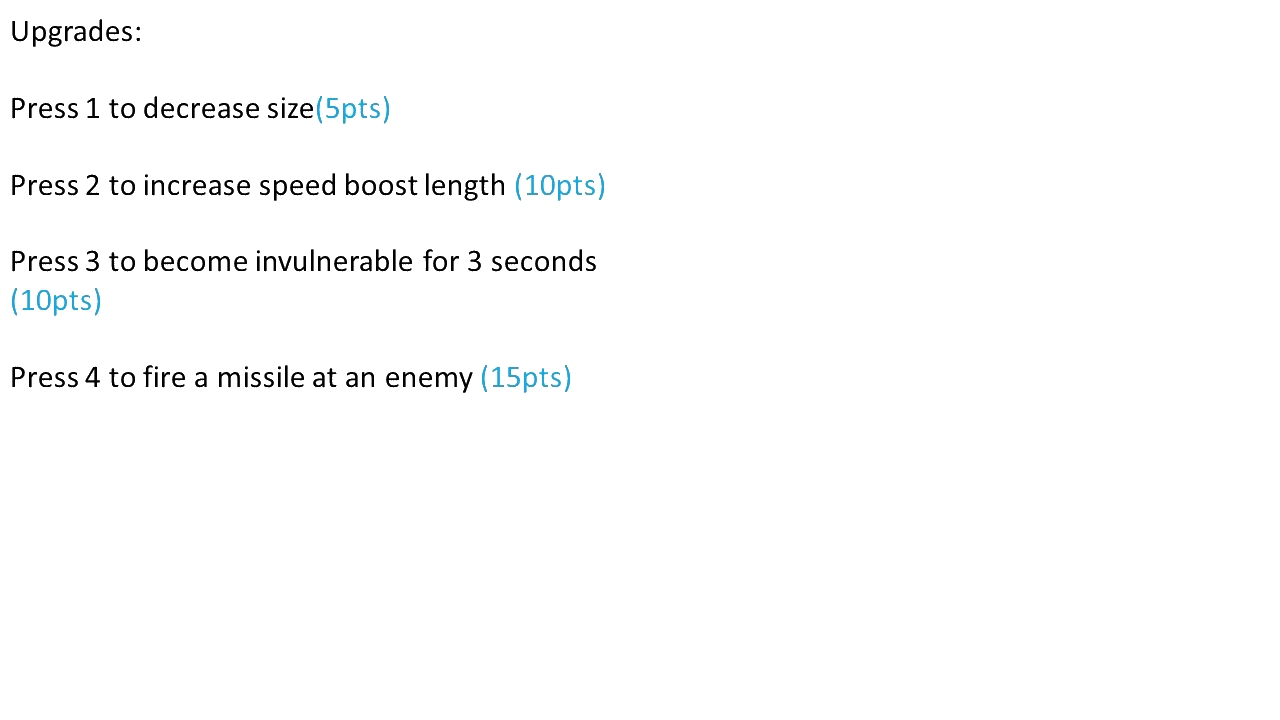 Upgrades:
Press 1 to decrease size(5pts)
Press 2 to increase speed boost length (10pts)
Press 3 to become invulnerable for 3 seconds
(10pts)
Press 4 to fire a missile at an enemy (15pts)